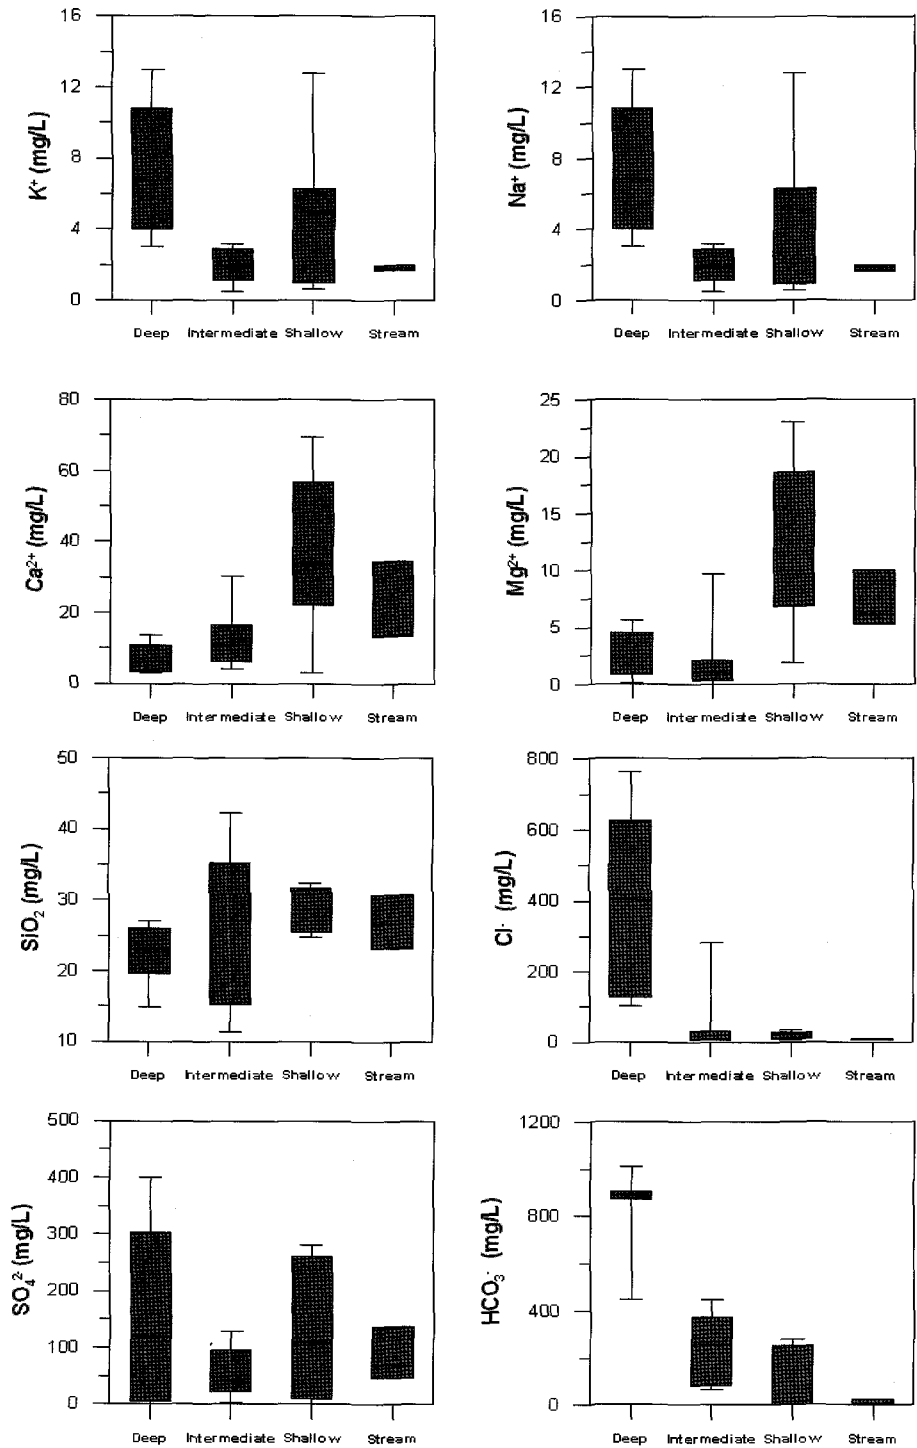 16
12
8
4
0
K⁺ (mg/L)
Deep Intermediate Shallow Stream
16
12
8
4
0
Na⁺ (mg/L)
Deep Intermediate Shallow Stream
80
60
40
20
0
Ca²⁺ (mg/L)
Deep Intermediate Shallow Stream
25
20
15
10
5
0
Mg²⁺ (mg/L)
Deep Intermediate Shallow Stream
50
40
30
20
10
SiO₂ (mg/L)
Deep Intermediate Shallow Stream
800
600
400
200
0
Cl⁻ (mg/L)
Deep Intermediate Shallow Stream
500
400
300
200
100
0
SO₄²⁻ (mg/L)
Deep Intermediate Shallow Stream
1200
800
400
0
HCO₃⁻ (mg/L)
Deep Intermediate Shallow Stream